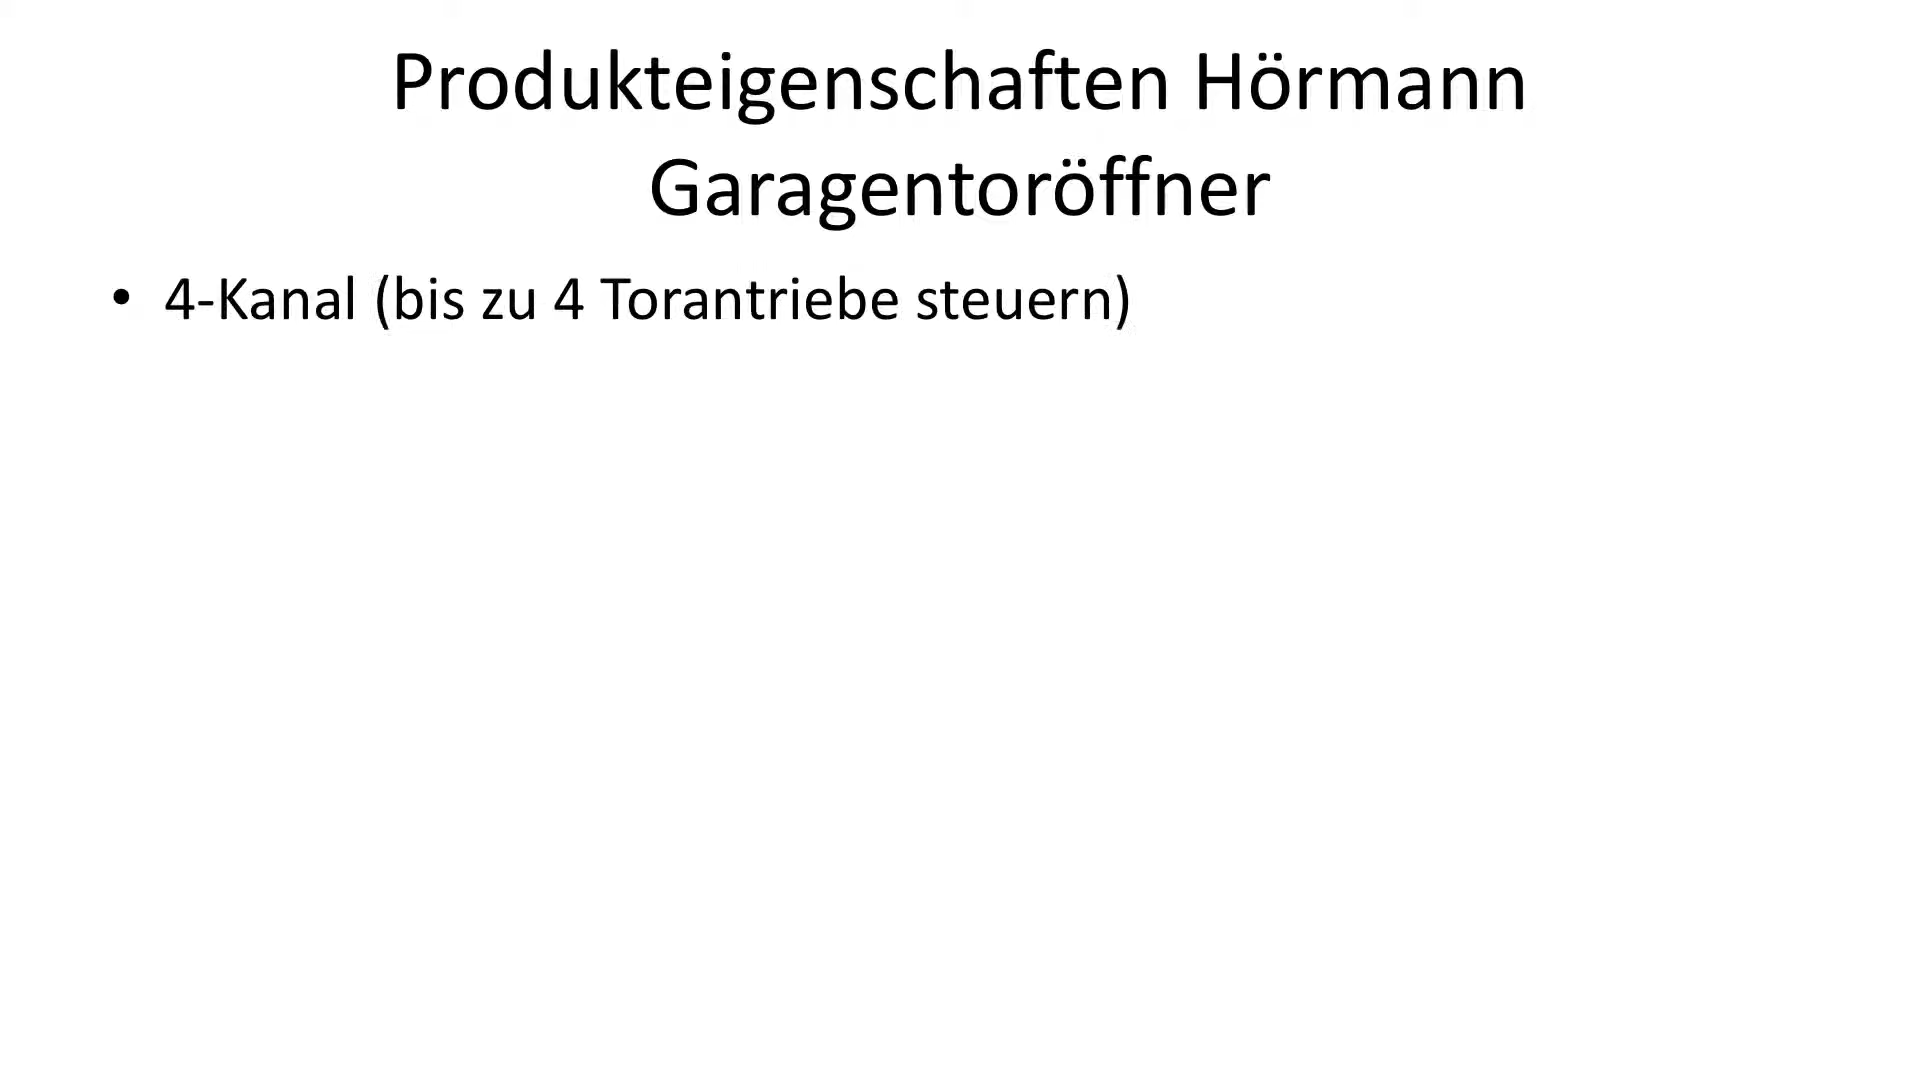 Produkteigenschaften Hörmann
Garagentoröffner
• 4-Kanal (bis zu 4 Torantriebe steuern)